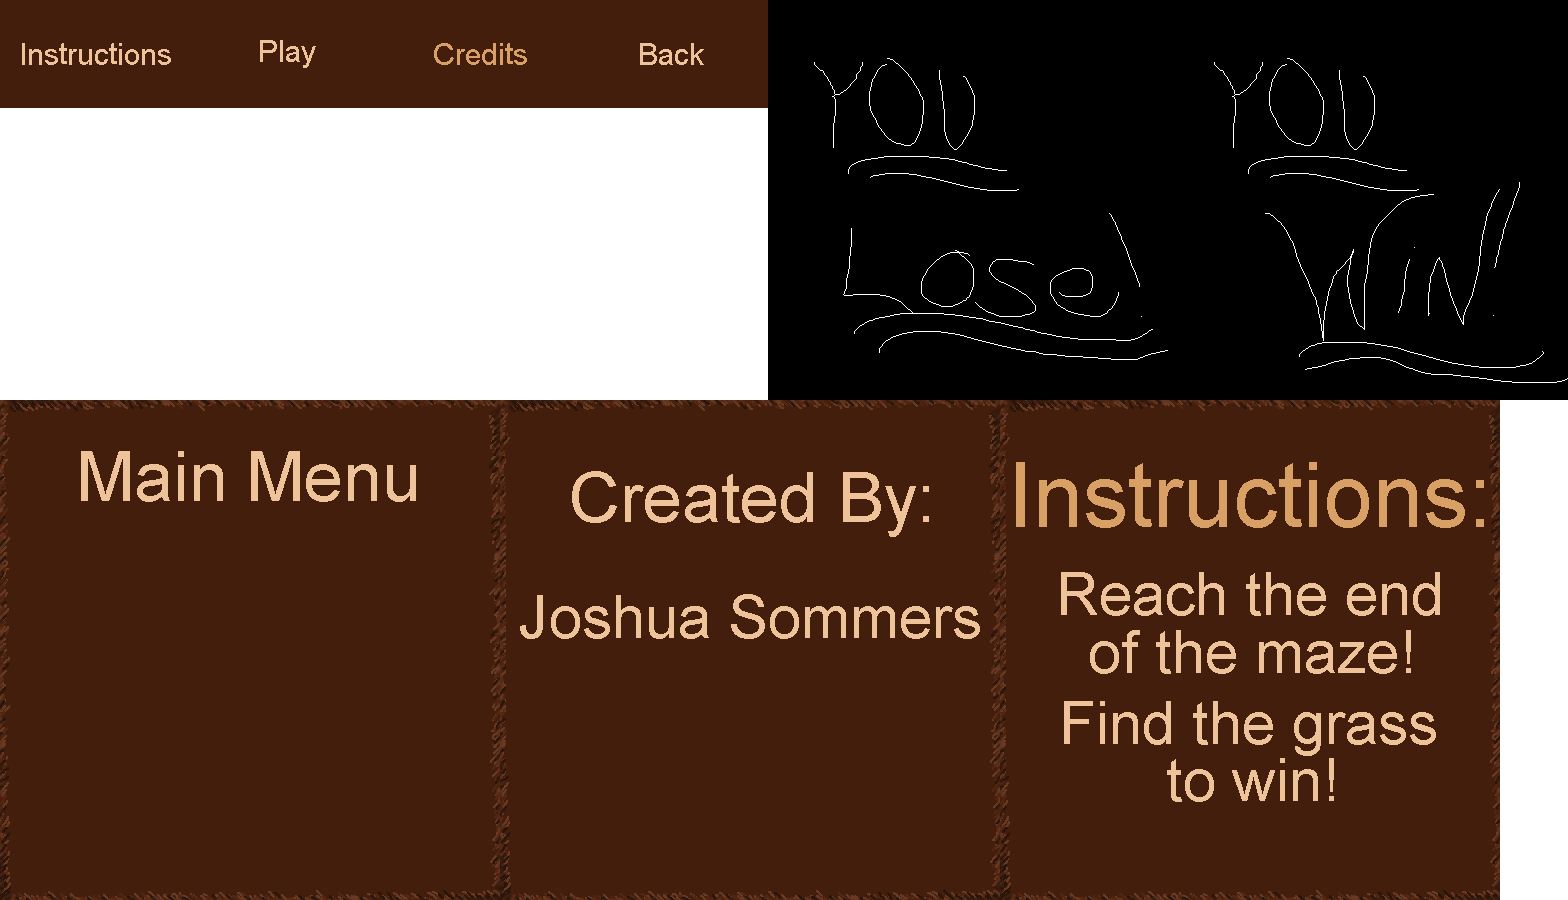 Instructions Play Credits Back
YOU
Lose!
YOU
WiN!
Main Menu
Created By:
Joshua Sommers
Instructions:
Reach the end
of the maze!
Find the grass
to win!